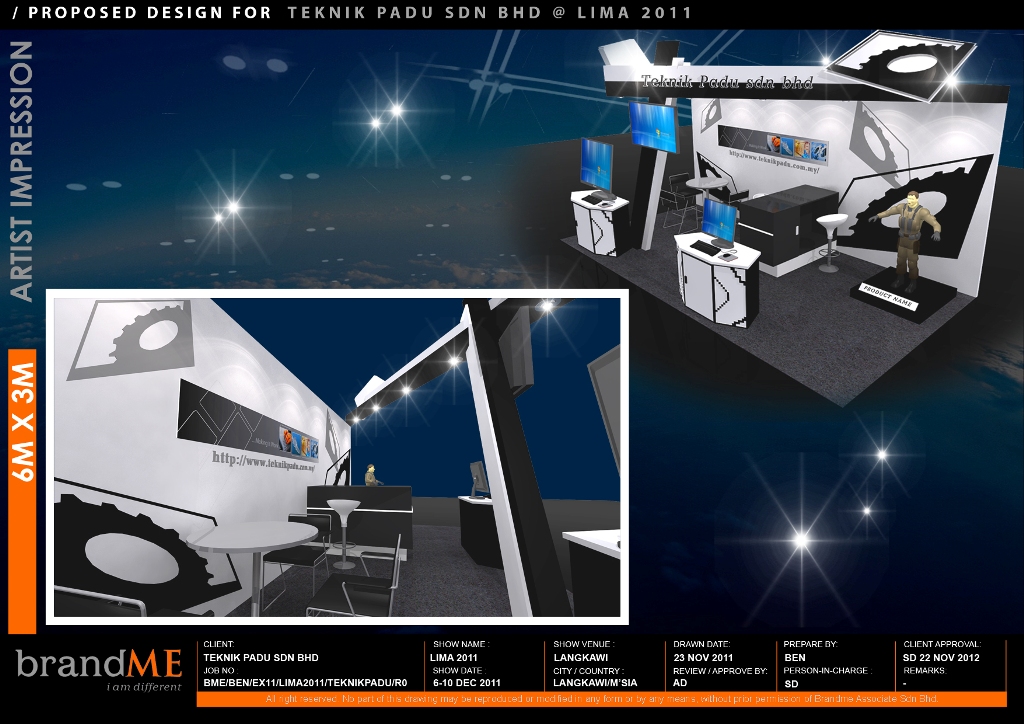 / PROPOSED DESIGN FOR TEKNIK PADU SDN BHD @ LIMA 2011
ARTIST IMPRESSION
6M X 3M
Teknik Padu sdn bhd
http://www.teknikpadu.com.my/
PRODUCT NAME
http://www.teknikpadu.com.my/
brandME
i am different
CLIENT:
TEKNIK PADU SDN BHD
JOB NO :
BME/BEN/EX11/LIMA2011/TEKNIKPADU/R0
SHOW NAME :
LIMA 2011
SHOW DATE :
6-10 DEC 2011
SHOW VENUE :
LANGKAWI
CITY / COUNTRY :
LANGKAWI/M'SIA
DRAWN DATE:
23 NOV 2011
REVIEW / APPROVE BY:
AD
PREPARE BY:
BEN
PERSON-IN-CHARGE :
SD
CLIENT APPROVAL:
SD 22 NOV 2012
REMARKS:
-
All right reserved. No part of this drawing may be reproduced or modified in any form or by any means, without prior permission of Brandme Associate Sdn Bhd.